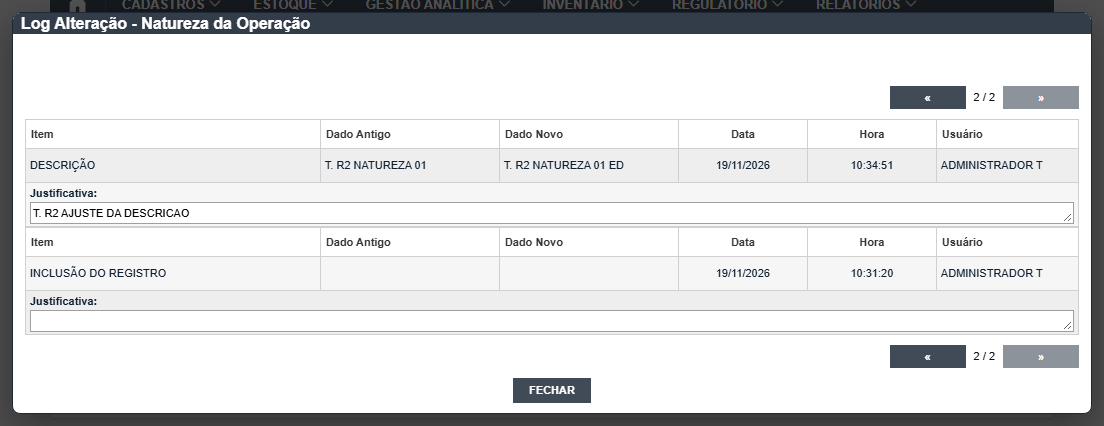 CADASTROS ESTOQUE GESTÃO ANALÍTICA INVENTÁRIO REGULATÓRIO RELATÓRIOS
Log Alteração - Natureza da Operação
« 2 / 2 »
Item Dado Antigo Dado Novo Data Hora Usuário
DESCRIÇÃO T. R2 NATUREZA 01 T. R2 NATUREZA 01 ED 19/11/2026 10:34:51 ADMINISTRADOR T
Justificativa:
T. R2 AJUSTE DA DESCRICAO
Item Dado Antigo Dado Novo Data Hora Usuário
INCLUSÃO DO REGISTRO 19/11/2026 10:31:20 ADMINISTRADOR T
Justificativa:
« 2 / 2 »
FECHAR